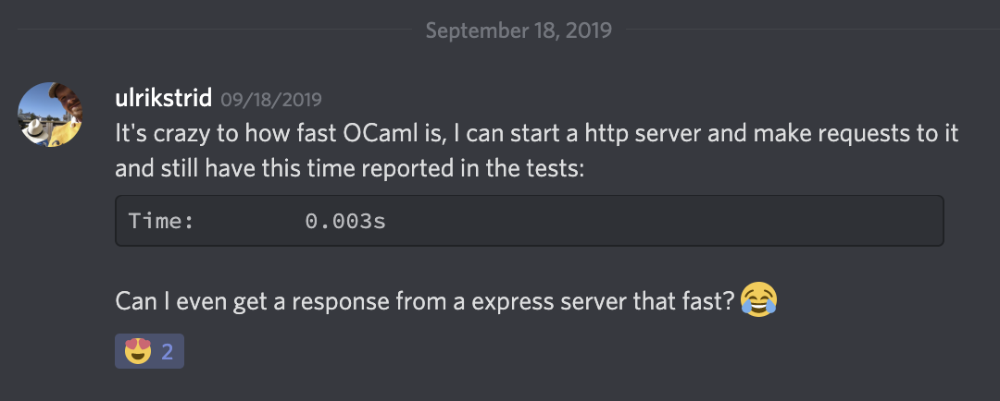 September 18, 2019
ulrikstrid 09/18/2019
It's crazy to how fast OCaml is, I can start a http server and make requests to it
and still have this time reported in the tests:
Time: 0.003s
Can I even get a response from a express server that fast? 😂
😍 2